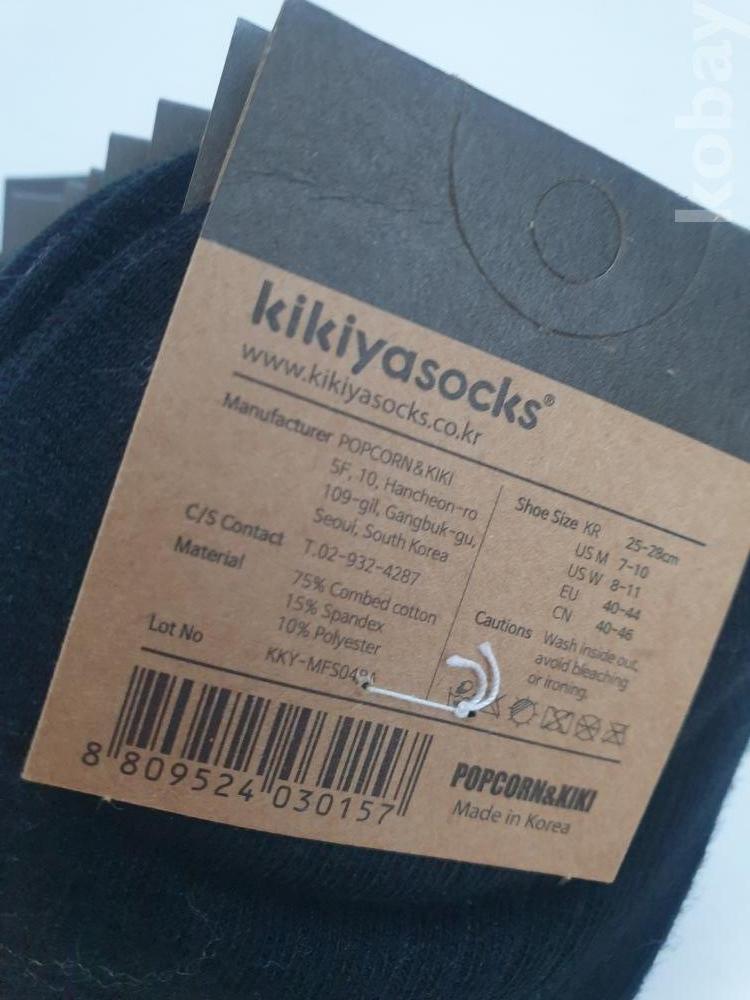 kobay
kikiyasocks®
www.kikiyasocks.co.kr
Manufacturer POPCORN&KIKI
5F, 10, Hancheon-ro
109-gil, Gangbuk-gu,
Seoul, South Korea
C/S Contact T.02-932-4287
Material 75% Combed cotton
15% Spandex
10% Polyester
Lot No
Shoe Size KR 25-28cm
US M 7-10
US W 8-11
EU 40-44
CN 40-46
Cautions Wash inside out,
avoid bleaching
or ironing.
8 809524 030157
POPCORN&KIKI
Made in Korea